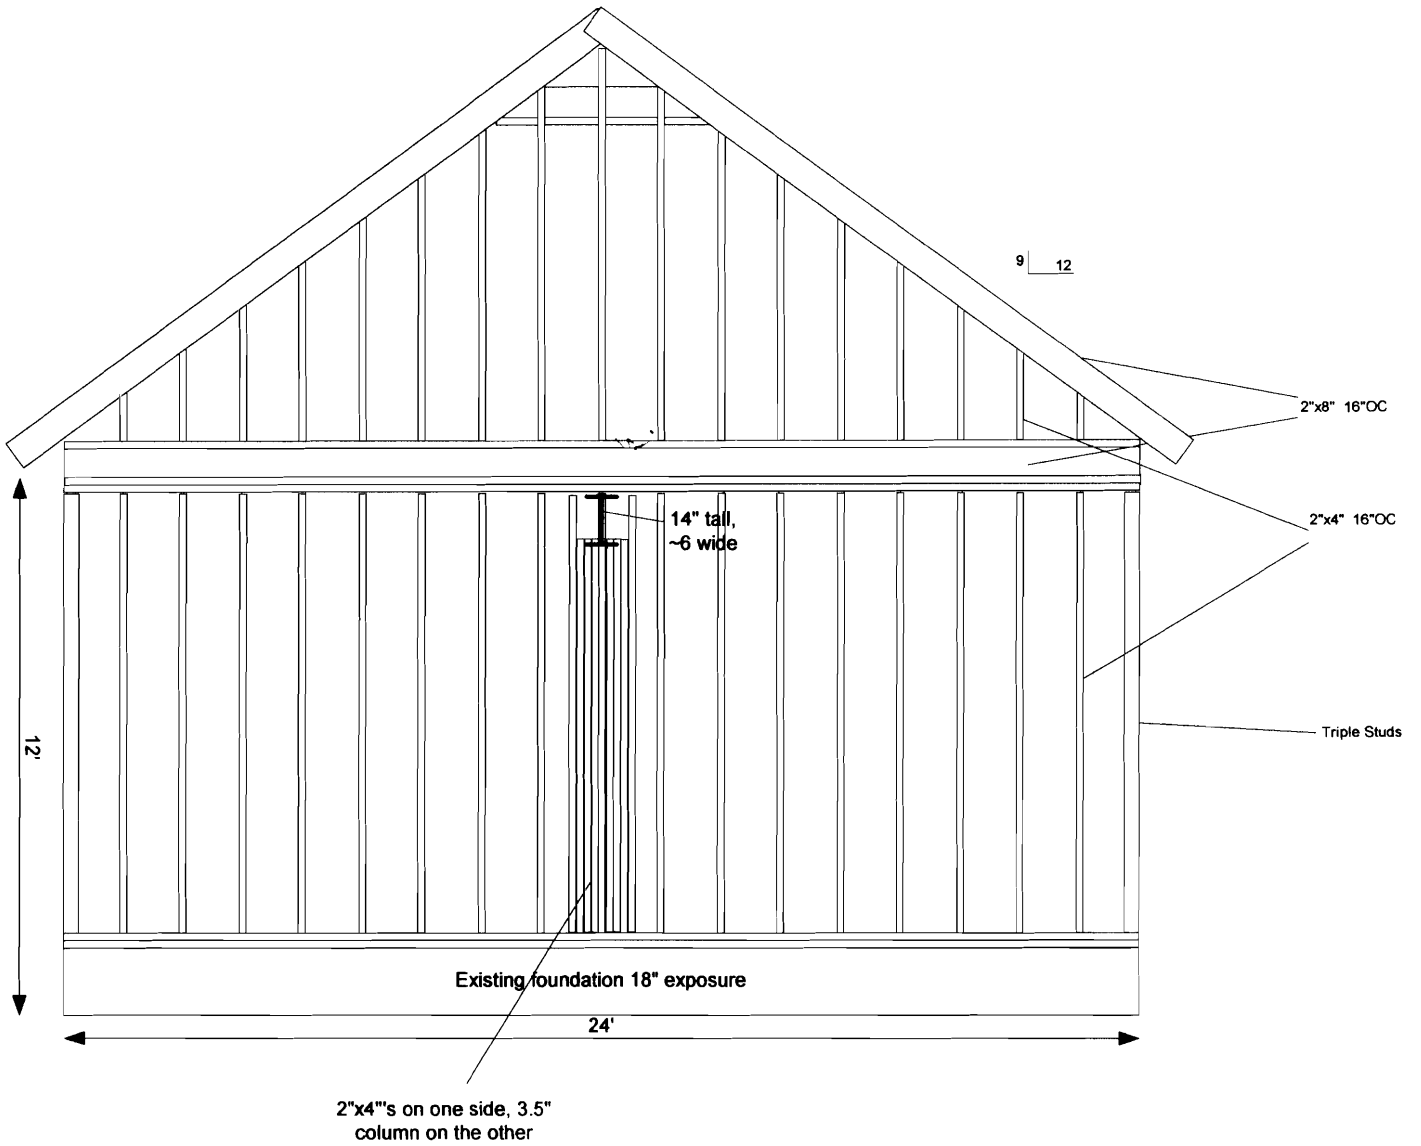 9
12
2"x8" 16"OC
14" tall,
~6 wide
2"x4" 16"OC
12'
Triple Studs
Existing foundation 18" exposure
24'
2"x4"'s on one side, 3.5"
column on the other